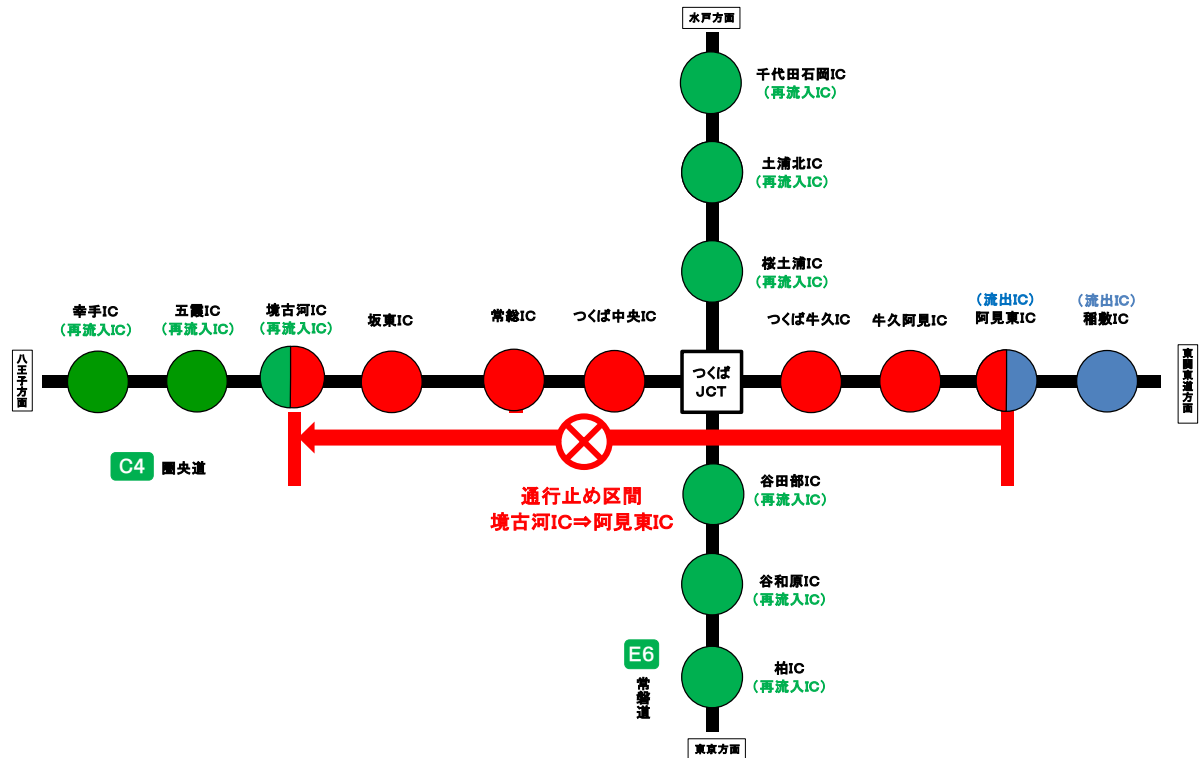 水戸方面
千代田石岡IC
(再流入IC)
土浦北IC
(再流入IC)
桜土浦IC
(再流入IC)
幸手IC
(再流入IC)
五霞IC
(再流入IC)
境古河IC
(再流入IC)
坂東IC
常総IC
つくば中央IC
つくば牛久IC
牛久阿見IC
(流出IC)
阿見東IC
(流出IC)
稲敷IC
八王子方面
つくば
JCT
東関東道方面
C4 圏央道
通行止め区間
境古河IC⇒阿見東IC
谷田部IC
(再流入IC)
谷和原IC
(再流入IC)
E6
常磐道
柏IC
(再流入IC)
東京方面